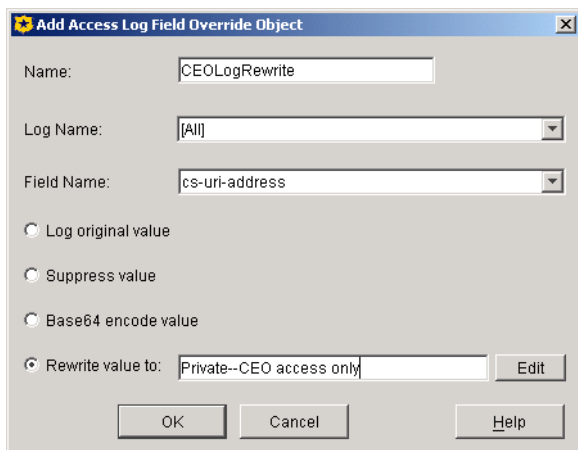 Add Access Log Field Override Object
Name: CEOLogRewrite
Log Name: [All]
Field Name: cs-uri-address
Log original value
Suppress value
Base64 encode value
Rewrite value to: Private--CEO access only Edit
OK Cancel Help